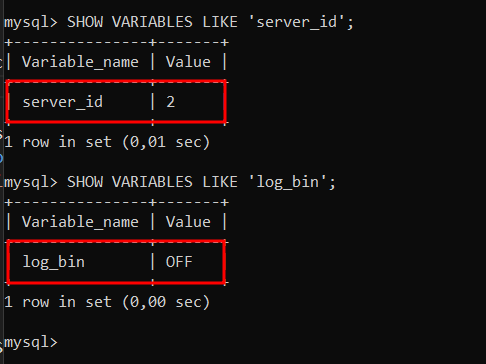 mysql> SHOW VARIABLES LIKE 'server_id';
+---------------+-------+
| Variable_name | Value |
+---------------+-------+
| server_id     | 2     |
+---------------+-------+
1 row in set (0,01 sec)
mysql> SHOW VARIABLES LIKE 'log_bin';
+---------------+-------+
| Variable_name | Value |
+---------------+-------+
| log_bin       | OFF   |
+---------------+-------+
1 row in set (0,00 sec)
mysql>